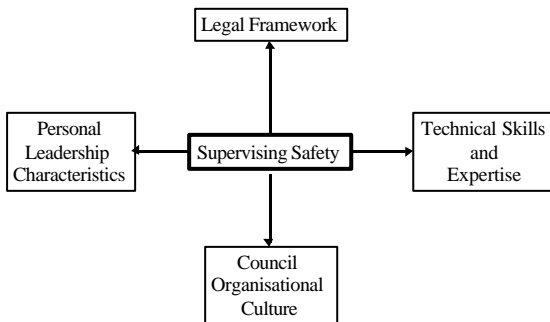 Legal Framework
Personal
Leadership
Characteristics
Supervising Safety
Technical Skills
and
Expertise
Council
Organisational
Culture